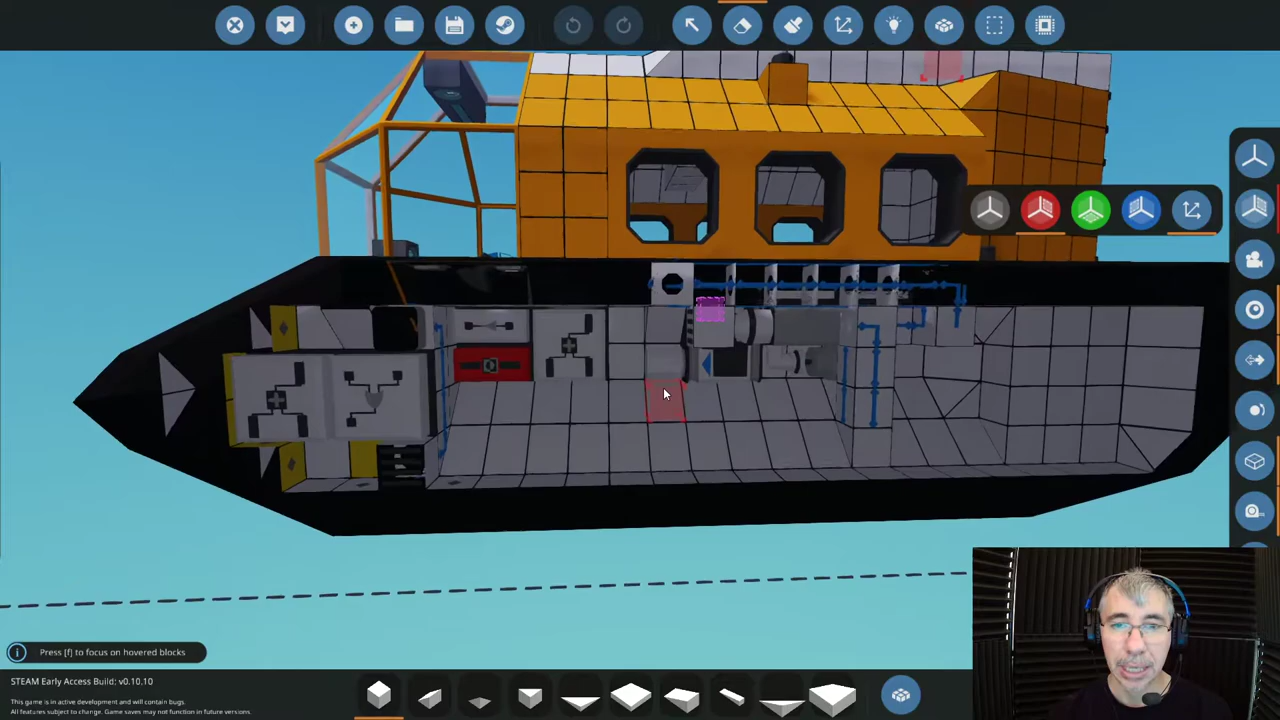 Press [f] to focus on hovered blocks
STEAM Early Access Build: v0.10.10
This game is in active development and will contain bugs.
All features subject to change. Game saves may not function in future versions.